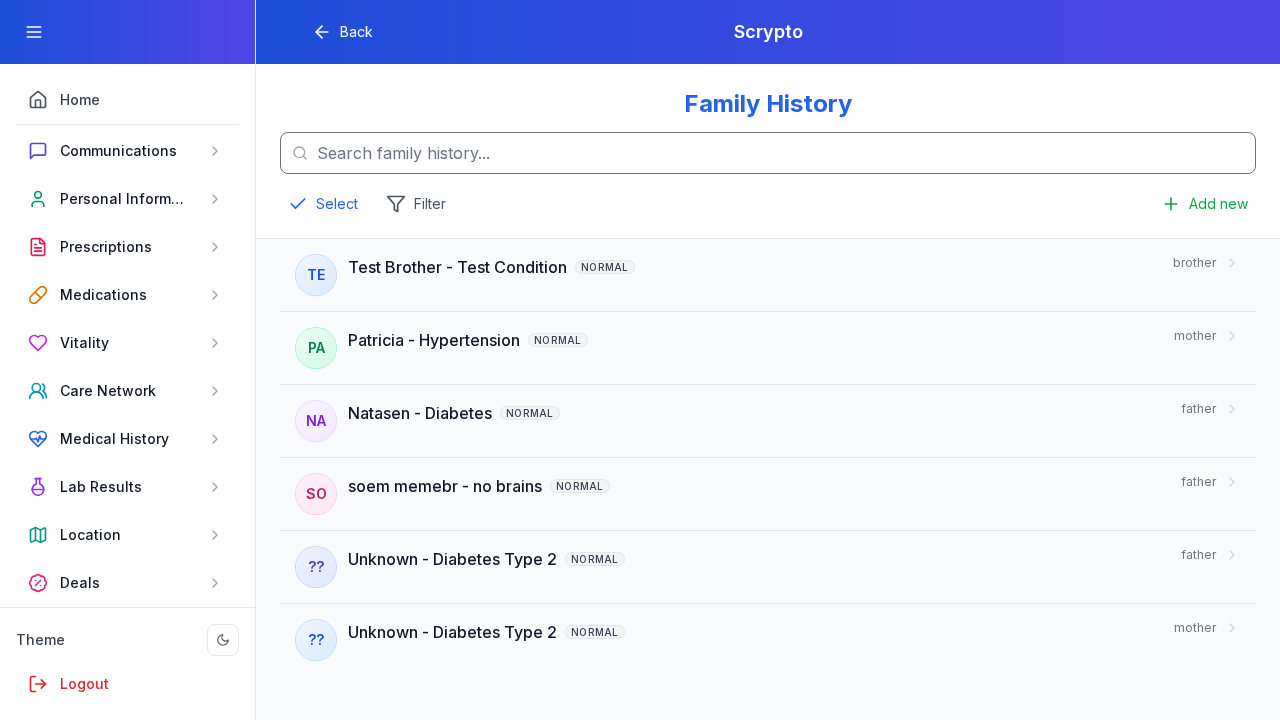 Back
Scrypto
Home
Communications
Personal Inform...
Prescriptions
Medications
Vitality
Care Network
Medical History
Lab Results
Location
Deals
Theme
Logout
Family History
Search family history...
Select
Filter
Add new
TE
Test Brother - Test Condition NORMAL
brother
PA
Patricia - Hypertension NORMAL
mother
NA
Natasen - Diabetes NORMAL
father
SO
soem memebr - no brains NORMAL
father
??
Unknown - Diabetes Type 2 NORMAL
father
??
Unknown - Diabetes Type 2 NORMAL
mother